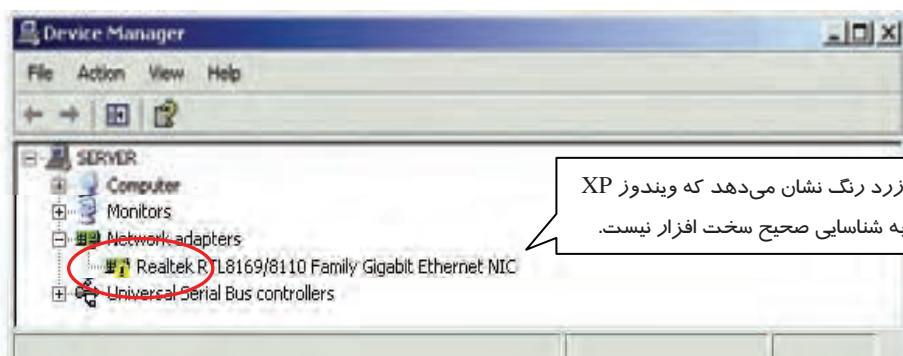 Device Manager
File Action View Help
SERVER
Computer
Monitors
Network adapters
Realtek RTL8169/8110 Family Gigabit Ethernet NIC
Universal Serial Bus controllers
زرد رنگ نشان می‌دهد که ویندوز XP
به شناسایی صحیح سخت افزار نیست.